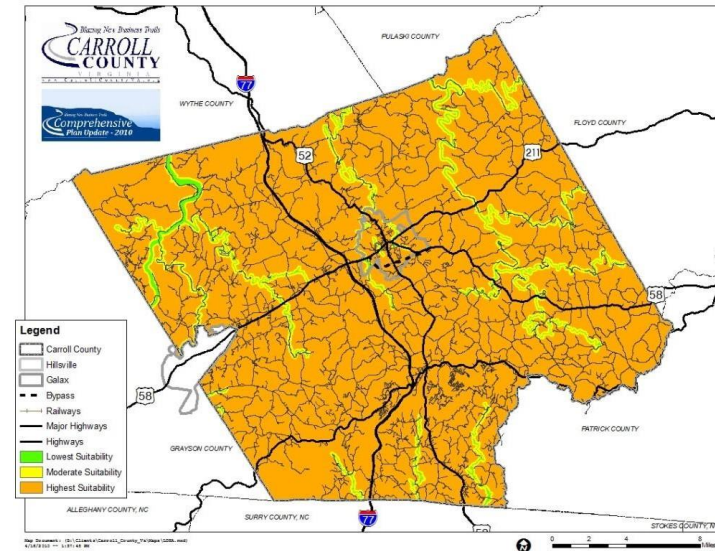 Blazing New Business Trails
CARROLL
COUNTY
VIRGINIA
Comprehensive
Plan Update - 2010
PULASKI COUNTY
77
WYTHE COUNTY
FLOYD COUNTY
52
211
58
Legend
Carroll County
Hillsville
Galax
Bypass
Railways
Major Highways
Highways
Lowest Suitability
Moderate Suitability
Highest Suitability
58
PATRICK COUNTY
GRAYSON COUNTY
ALLEGHANY COUNTY, NC
SURRY COUNTY, NC
77
STOKES COUNTY, N
0 2 4 8
Miles